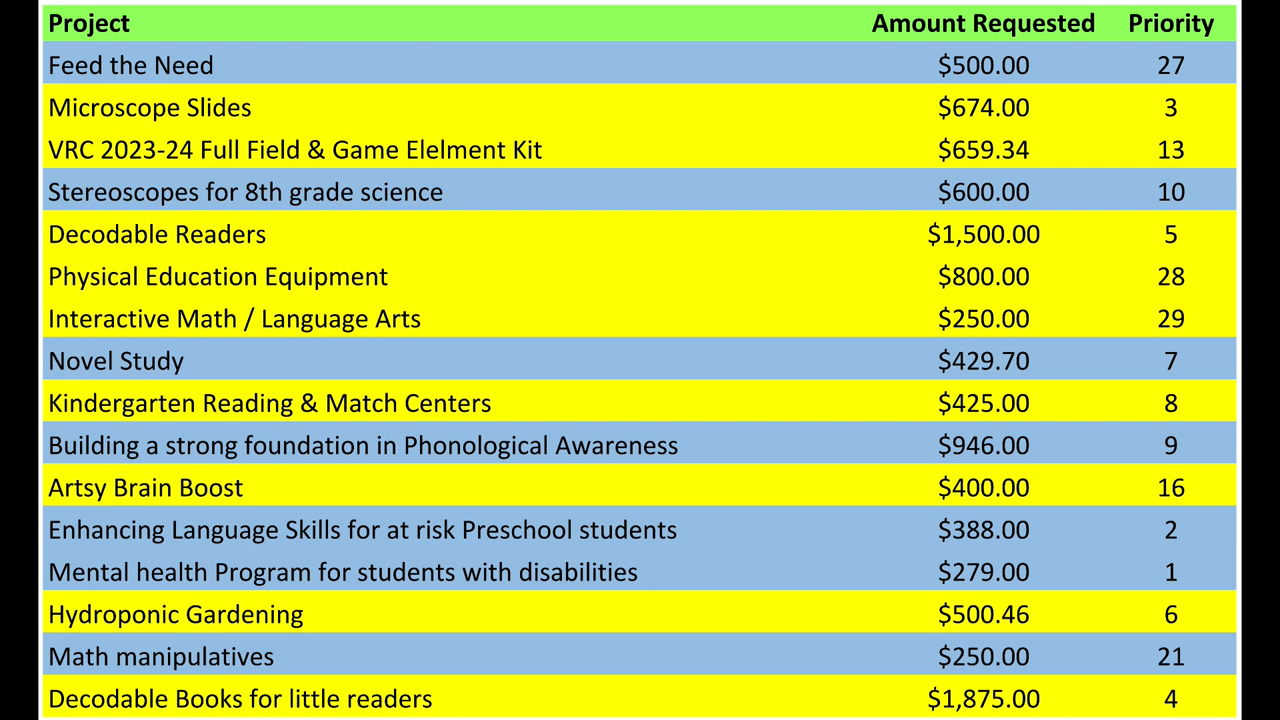 Project Amount Requested Priority
Feed the Need $500.00 27
Microscope Slides $674.00 3
VRC 2023-24 Full Field & Game Elelment Kit $659.34 13
Stereoscopes for 8th grade science $600.00 10
Decodable Readers $1,500.00 5
Physical Education Equipment $800.00 28
Interactive Math / Language Arts $250.00 29
Novel Study $429.70 7
Kindergarten Reading & Match Centers $425.00 8
Building a strong foundation in Phonological Awareness $946.00 9
Artsy Brain Boost $400.00 16
Enhancing Language Skills for at risk Preschool students $388.00 2
Mental health Program for students with disabilities $279.00 1
Hydroponic Gardening $500.46 6
Math manipulatives $250.00 21
Decodable Books for little readers $1,875.00 4